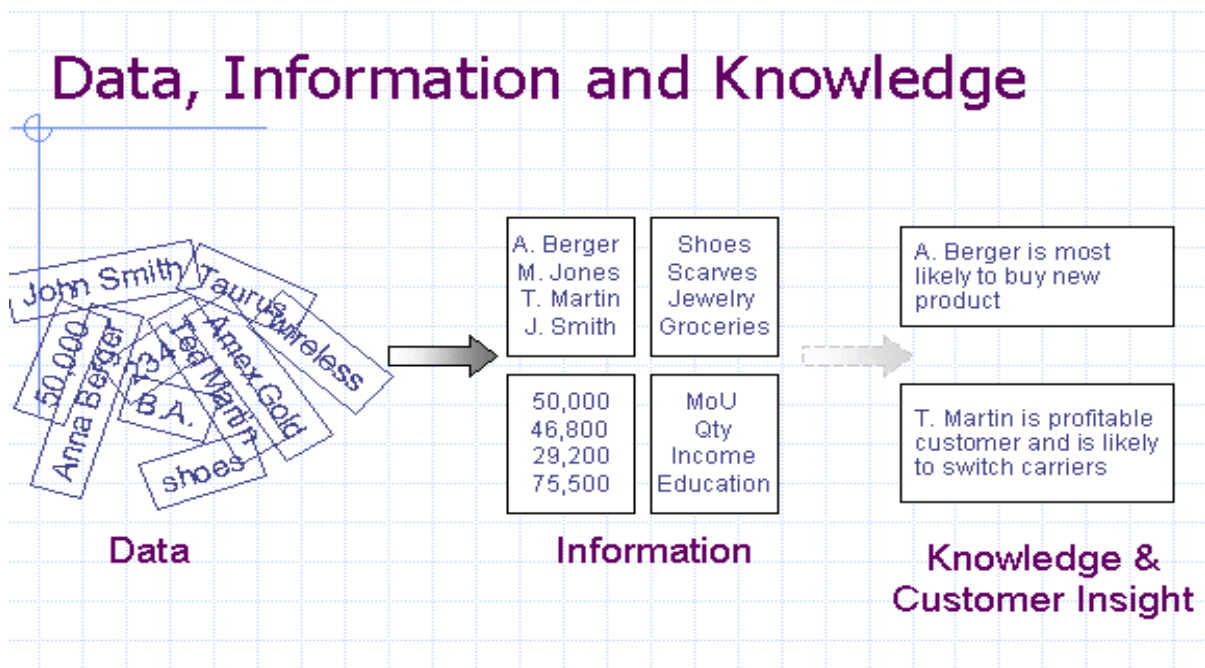 Data, Information and Knowledge
John Smith
Taurus
wireless
50,000
Anna Berger
234
B.A.
Ted Martin
Amex Gold
shoes
Data
A. Berger
M. Jones
T. Martin
J. Smith
Shoes
Scarves
Jewelry
Groceries
50,000
46,800
29,200
75,500
MoU
Qty
Income
Education
Information
A. Berger is most
likely to buy new
product
T. Martin is profitable
customer and is likely
to switch carriers
Knowledge &
Customer Insight